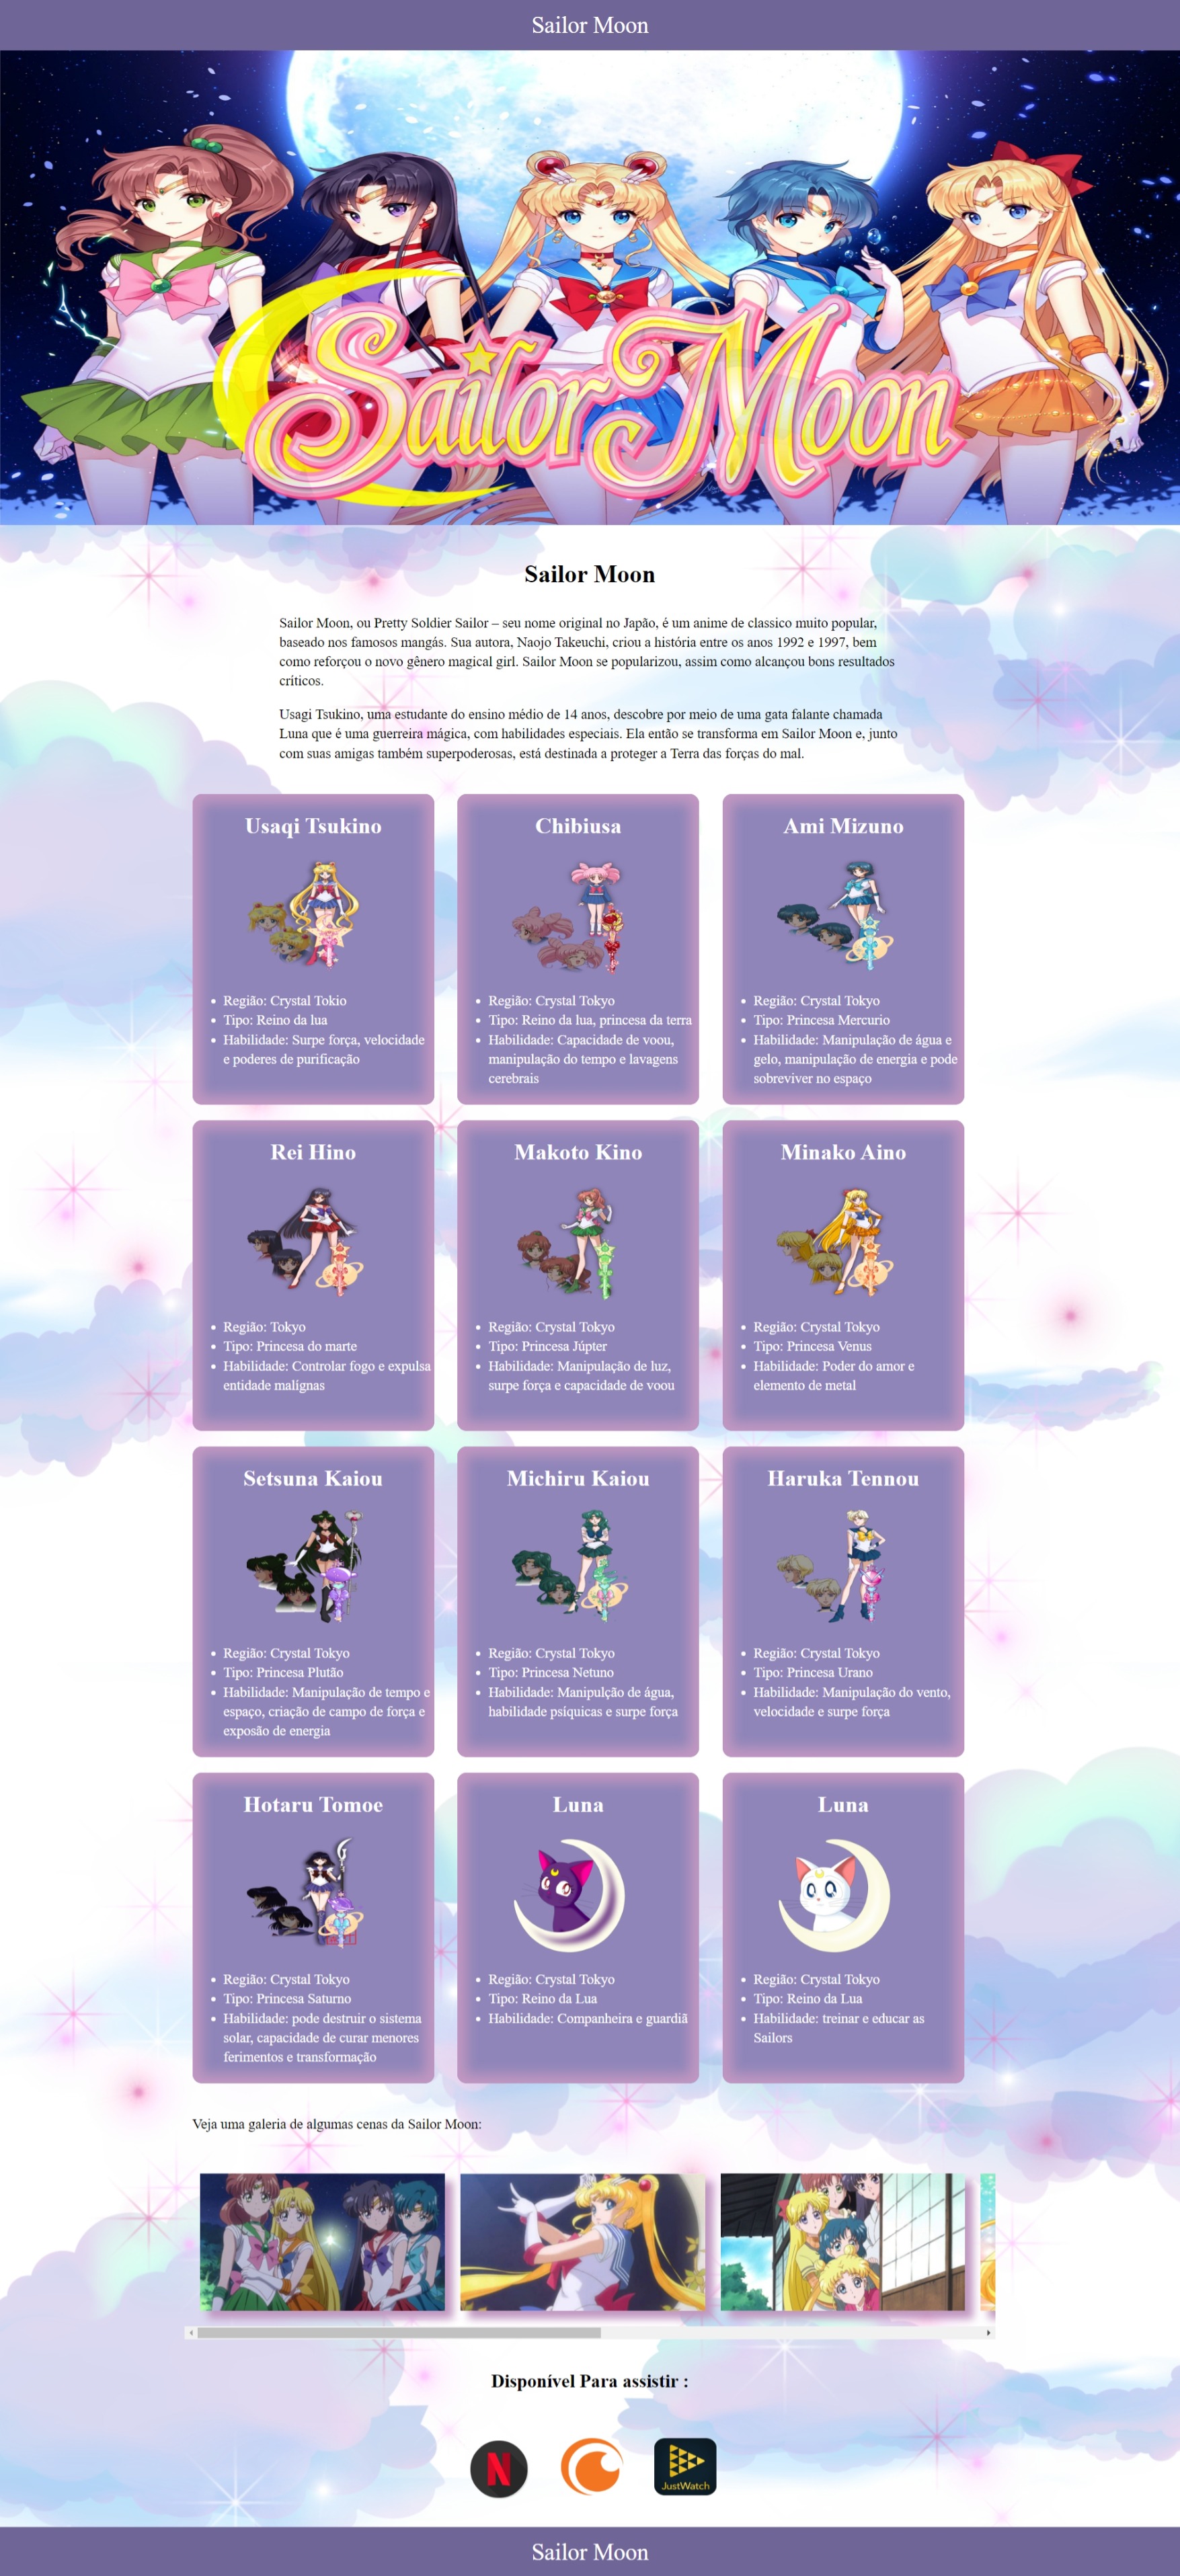 Sailor Moon
Sailor Moon
Sailor Moon
Sailor Moon, ou Pretty Soldier Sailor – seu nome original no Japão, é um anime de classico muito popular,
baseado nos famosos mangás. Sua autora, Naojo Takeuchi, criou a história entre os anos 1992 e 1997, bem
como reforçou o novo gênero magical girl. Sailor Moon se popularizou, assim como alcançou bons resultados
críticos.
Usagi Tsukino, uma estudante do ensino médio de 14 anos, descobre por meio de uma gata falante chamada
Luna que é uma guerreira mágica, com habilidades especiais. Ela então se transforma em Sailor Moon e, junto
com suas amigas também superpoderosas, está destinada a proteger a Terra das forças do mal.
Usaqi Tsukino
Região: Crystal Tokio
Tipo: Reino da lua
Habilidade: Surpe força, velocidade
e poderes de purificação
Chibiusa
Região: Crystal Tokyo
Tipo: Reino da lua, princesa da terra
Habilidade: Capacidade de voou,
manipulação do tempo e lavagens
cerebrais
Ami Mizuno
Região: Crystal Tokyo
Tipo: Princesa Mercurio
Habilidade: Manipulação de água e
gelo, manipulação de energia e pode
sobreviver no espaço
Rei Hino
Região: Tokyo
Tipo: Princesa do marte
Habilidade: Controlar fogo e expulsa
entidade malígnas
Makoto Kino
Região: Crystal Tokyo
Tipo: Princesa Júpter
Habilidade: Manipulação de luz,
surpe força e capacidade de voou
Minako Aino
Região: Crystal Tokyo
Tipo: Princesa Venus
Habilidade: Poder do amor e
elemento de metal
Setsuna Kaiou
Região: Crystal Tokyo
Tipo: Princesa Plutão
Habilidade: Manipulação de tempo e
espaço, criação de campo de força e
exposão de energia
Michiru Kaiou
Região: Crystal Tokyo
Tipo: Princesa Netuno
Habilidade: Manipulção de água,
habilidade psíquicas e surpe força
Haruka Tennou
Região: Crystal Tokyo
Tipo: Princesa Urano
Habilidade: Manipulação do vento,
velocidade e surpe força
Hotaru Tomoe
Região: Crystal Tokyo
Tipo: Princesa Saturno
Habilidade: pode destruir o sistema
solar, capacidade de curar menores
ferimentos e transformação
Luna
Região: Crystal Tokyo
Tipo: Reino da Lua
Habilidade: Companheira e guardiã
Luna
Região: Crystal Tokyo
Tipo: Reino da Lua
Habilidade: treinar e educar as
Sailors
Veja uma galeria de algumas cenas da Sailor Moon:
Disponível Para assistir :
N
JustWatch
Sailor Moon